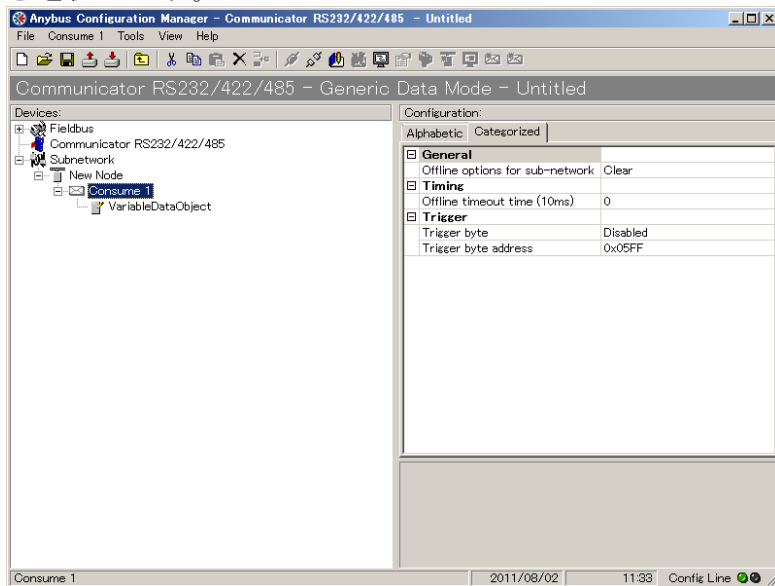 Anybus Configuration Manager - Communicator RS232/422/485 - Untitled
File Consume 1 Tools View Help
Communicator RS232/422/485 - Generic Data Mode - Untitled
Devices:
Fieldbus
Communicator RS232/422/485
Subnetwork
New Node
Consume 1
VariableDataObject
Configuration:
Alphabetic Categorized
General
Offline options for sub-network Clear
Timing
Offline timeout time (10ms) 0
Trigger
Trigger byte Disabled
Trigger byte address 0x05FF
Consume 1 2011/08/02 11:33 Config Line